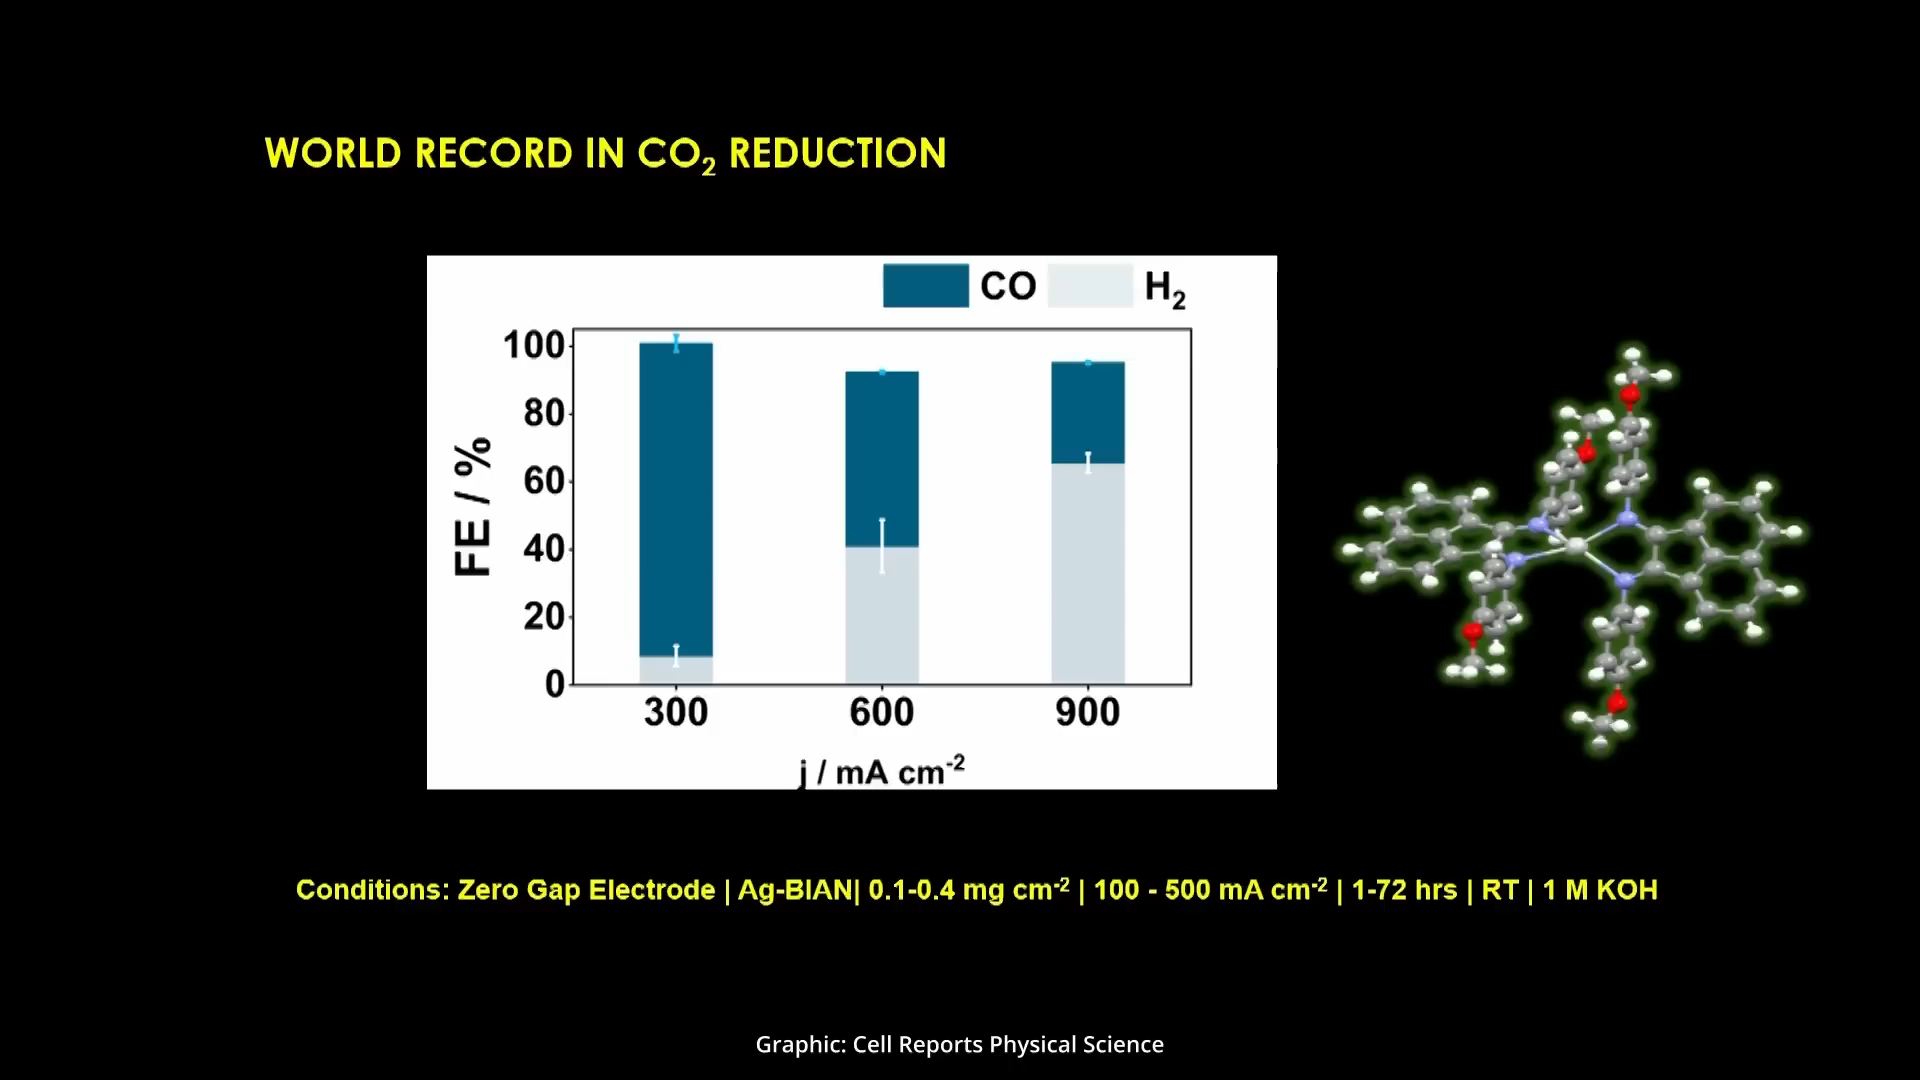 WORLD RECORD IN CO₂ REDUCTION
CO H₂
100
80
60
40
20
0
FE / %
300 600 900
j / mA cm⁻²
Conditions: Zero Gap Electrode | Ag-BIAN| 0.1-0.4 mg cm⁻² | 100 - 500 mA cm⁻² | 1-72 hrs | RT | 1 M KOH
Graphic: Cell Reports Physical Science